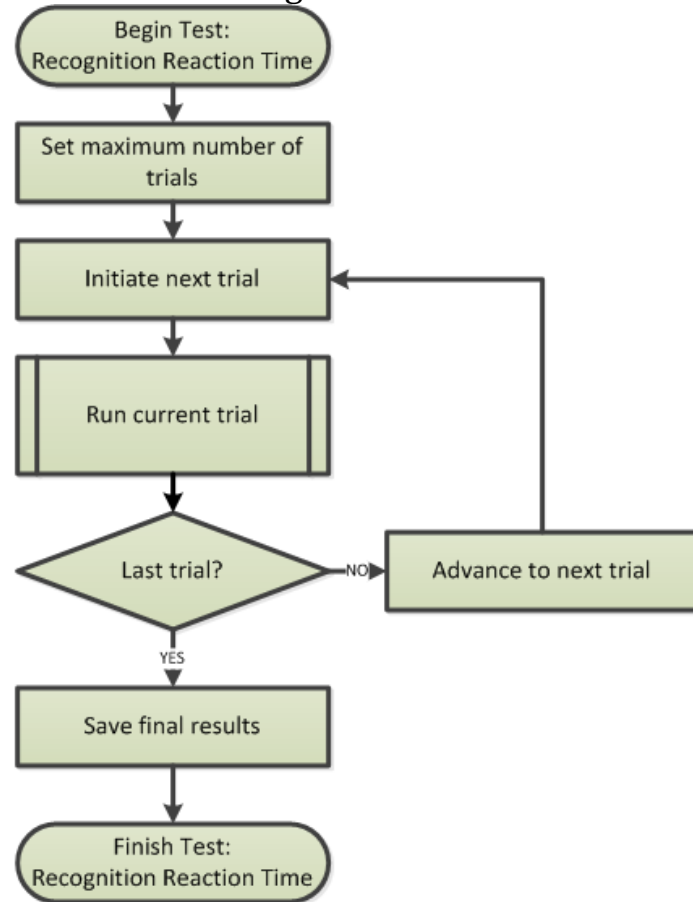 Begin Test:
Recognition Reaction Time
Set maximum number of
trials
Initiate next trial
Run current trial
Last trial?
NO
Advance to next trial
YES
Save final results
Finish Test:
Recognition Reaction Time